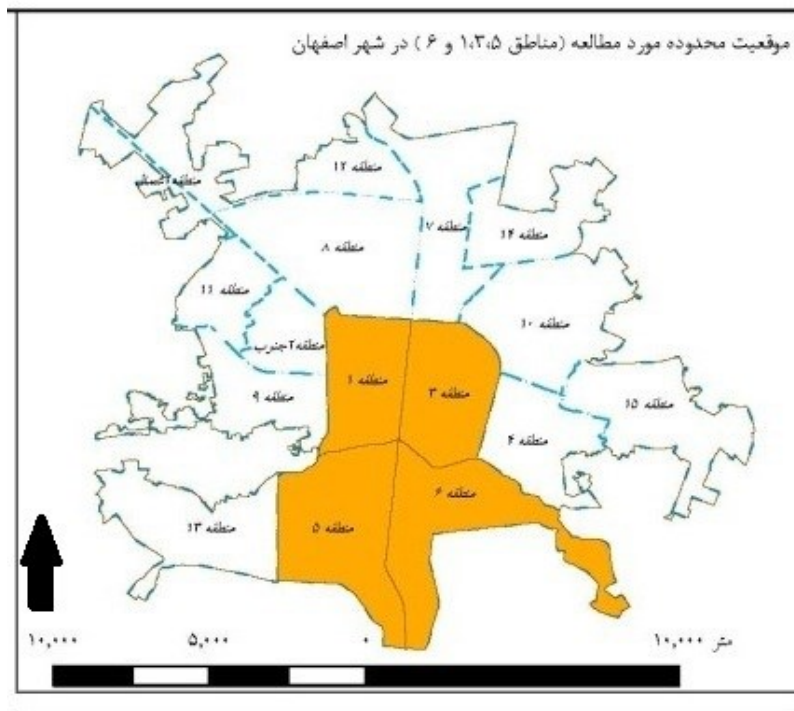 موقعیت محدوده مورد مطالعه (مناطق ۱،۳،۵ و ۶ ) در شهر اصفهان
منطقه ۱۲
منطقه ۷
منطقه ۱۴
منطقه ۸
منطقه ۱۱
منطقه ۱۰
منطقه ۲ جنوب
منطقه ۱
منطقه ۳
منطقه ۹
منطقه ۱۵
منطقه ۴
منطقه ۶
منطقه ۵
منطقه ۱۳
۱۰,۰۰۰ ۵,۰۰۰ ۰ ۱۰,۰۰۰ متر